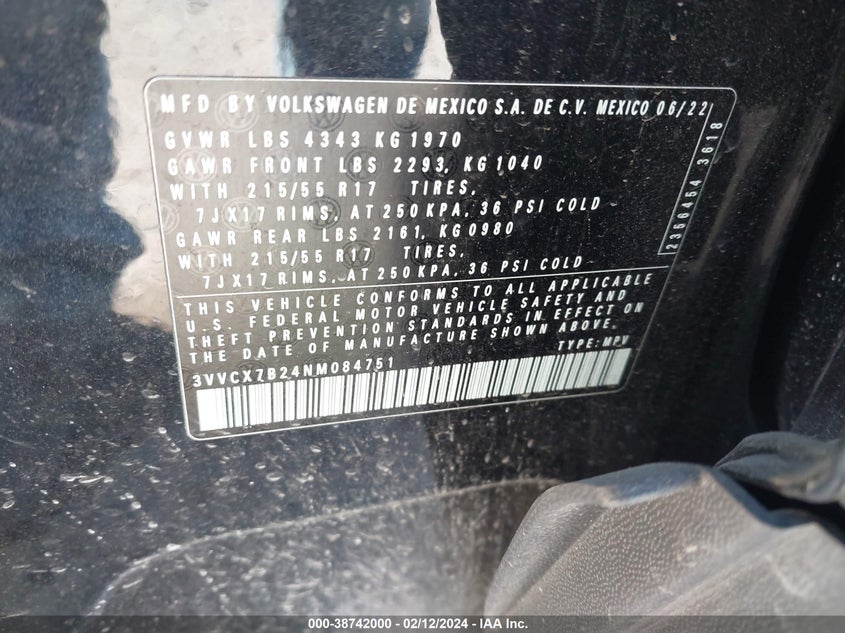 MFD BY VOLKSWAGEN DE MEXICO S.A. DE C.V. MEXICO 06/22
GVWR LBS 4343 KG 1970
GAWR FRONT LBS 2293, KG 1040
WITH 215/55 R17 TIRES,
7JX17 RIMS, AT 250 KPA, 36 PSI COLD
GAWR REAR LBS 2161, KG0980
WITH 215/55 R17 TIRES,
7JX17 RIMS, AT 250 KPA, 36 PSI COLD
2356454 3618
THIS VEHICLE CONFORMS TO ALL APPLICABLE
U.S. FEDERAL MOTOR VEHICLE SAFETY AND
THEFT PREVENTION STANDARDS IN EFFECT ON
THE DATE OF MANUFACTURE SHOWN ABOVE.
TYPE: MPV
3VVCX7B24NM084751
000-38742000 - 02/12/2024 - IAA Inc.